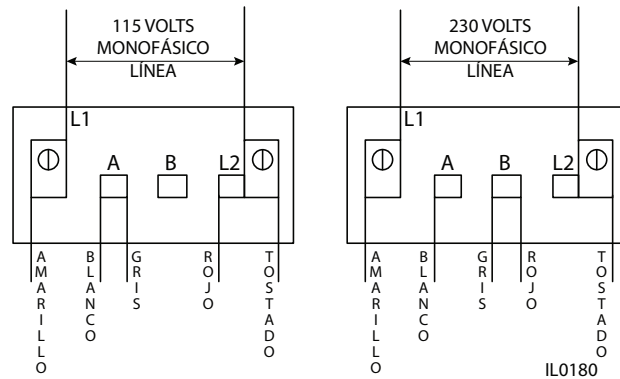 115 VOLTS
MONOFÁSICO
LÍNEA
L1
A
B
L2
AMARILLO
BLANCO
GRIS
ROJO
TOSTADO
230 VOLTS
MONOFÁSICO
LÍNEA
L1
A
B
L2
AMARILLO
BLANCO
GRIS
ROJO
TOSTADO
IL0180